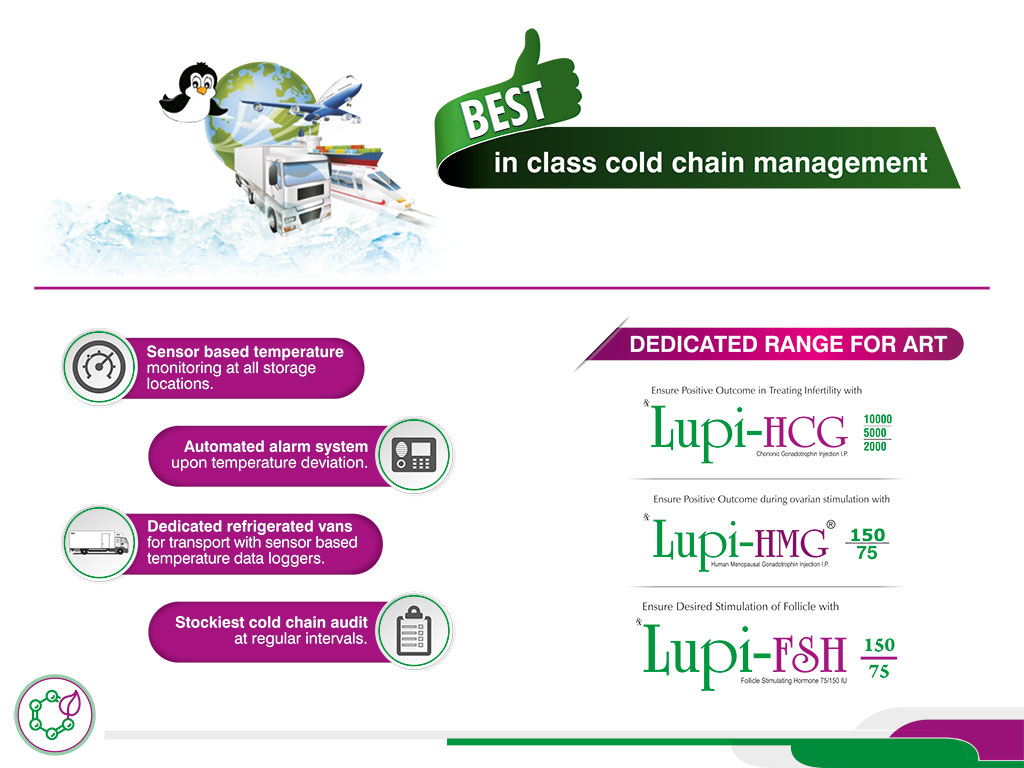 BEST
in class cold chain management
Sensor based temperature
monitoring at all storage
locations.
Automated alarm system
upon temperature deviation.
Dedicated refrigerated vans
for transport with sensor based
temperature data loggers.
Stockiest cold chain audit
at regular intervals.
DEDICATED RANGE FOR ART
Ensure Positive Outcome in Treating Infertility with
℞
Lupi-HCG
10000
5000
2000
Chorionic Gonadotrophin Injection I.P.
Ensure Positive Outcome during ovarian stimulation with
℞
Lupi-HMG®
150
75
Human Menopausal Gonadotrophin Injection I.P.
Ensure Desired Stimulation of Follicle with
℞
Lupi-FSH
150
75
Follicle Stimulating Hormone 75/150 IU